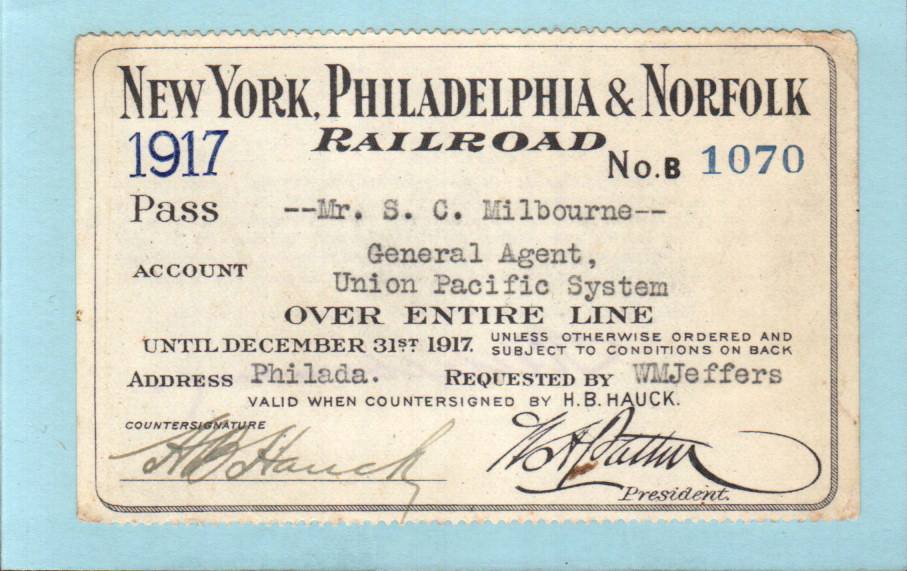 NEW YORK, PHILADELPHIA & NORFOLK
RAILROAD
1917
No. B 1070
Pass --Mr. S. C. Milbourne--
ACCOUNT General Agent,
Union Pacific System
OVER ENTIRE LINE
UNTIL DECEMBER 31ST 1917. UNLESS OTHERWISE ORDERED AND
SUBJECT TO CONDITIONS ON BACK
ADDRESS Philada. REQUESTED BY WMJeffers
VALID WHEN COUNTERSIGNED BY H. B. HAUCK.
COUNTERSIGNATURE
H B Hauck
President.